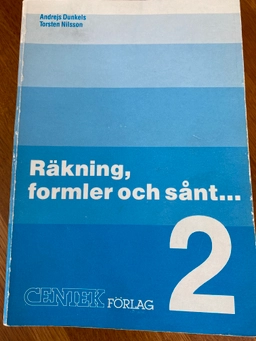 Andrejs Dunkels
Torsten Nilsson
Räkning,
formler och sånt...
2
CENTEK FÖRLAG